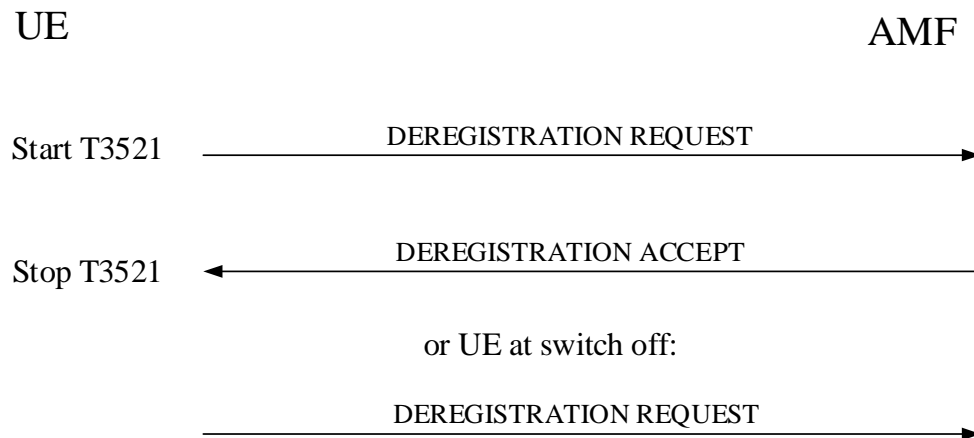 UE
AMF
Start T3521
DEREGISTRATION REQUEST
Stop T3521
DEREGISTRATION ACCEPT
or UE at switch off:
DEREGISTRATION REQUEST